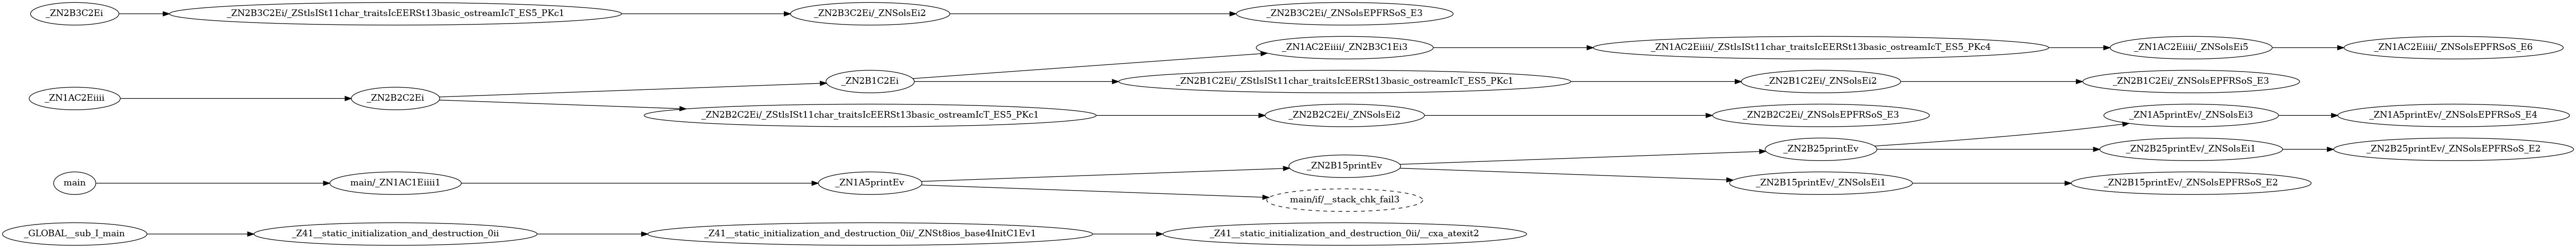 _ZN2B3C2Ei
_ZN2B3C2Ei/_ZStlsISt11char_traitsIcEERSt13basic_ostreamIcT_ES5_PKc1
_ZN2B3C2Ei/_ZNSolsEi2
_ZN2B3C2Ei/_ZNSolsEPFRSoS_E3
_ZN1AC2Eiiii/_ZN2B3C1Ei3
_ZN1AC2Eiiii/_ZStlsISt11char_traitsIcEERSt13basic_ostreamIcT_ES5_PKc4
_ZN1AC2Eiiii/_ZNSolsEi5
_ZN1AC2Eiiii/_ZNSolsEPFRSoS_E6
_ZN2B1C2Ei
_ZN2B1C2Ei/_ZStlsISt11char_traitsIcEERSt13basic_ostreamIcT_ES5_PKc1
_ZN2B1C2Ei/_ZNSolsEi2
_ZN2B1C2Ei/_ZNSolsEPFRSoS_E3
_ZN1AC2Eiiii
_ZN2B2C2Ei
_ZN2B2C2Ei/_ZStlsISt11char_traitsIcEERSt13basic_ostreamIcT_ES5_PKc1
_ZN2B2C2Ei/_ZNSolsEi2
_ZN2B2C2Ei/_ZNSolsEPFRSoS_E3
_ZN1A5printEv/_ZNSolsEi3
_ZN1A5printEv/_ZNSolsEPFRSoS_E4
_ZN2B25printEv
_ZN2B25printEv/_ZNSolsEi1
_ZN2B25printEv/_ZNSolsEPFRSoS_E2
_ZN2B15printEv
_ZN2B15printEv/_ZNSolsEi1
_ZN2B15printEv/_ZNSolsEPFRSoS_E2
main
main/_ZN1AC1Eiiii1
_ZN1A5printEv
main/if/__stack_chk_fail3
_GLOBAL__sub_I_main
_Z41__static_initialization_and_destruction_0ii
_Z41__static_initialization_and_destruction_0ii/_ZNSt8ios_base4InitC1Ev1
_Z41__static_initialization_and_destruction_0ii/__cxa_atexit2